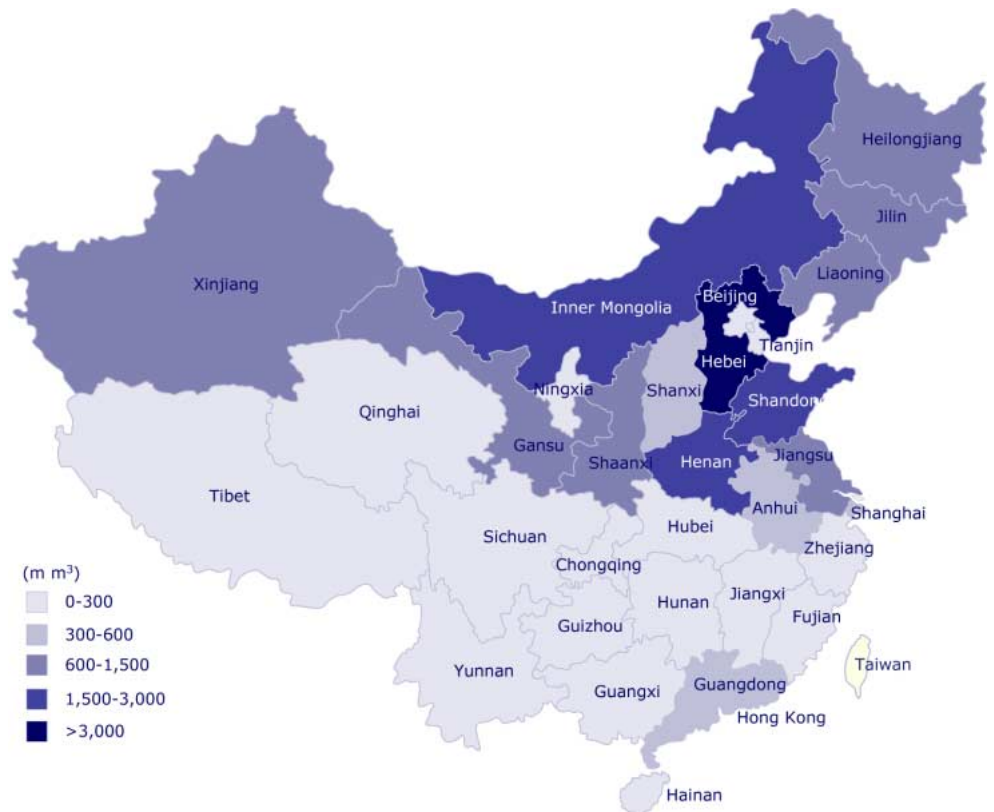 Heilongjiang
Jilin
Liaoning
Xinjiang
Inner Mongolia
Beijing
Tianjin
Hebei
Ningxia
Shanxi
Shandon
Qinghai
Gansu
Shaanxi
Henan
Jiangsu
Tibet
Anhui
Shanghai
Hubei
Sichuan
Zhejiang
Chongqing
(m m³)
0-300
300-600
600-1,500
1,500-3,000
>3,000
Jiangxi
Hunan
Fujian
Guizhou
Yunnan
Taiwan
Guangxi
Guangdong
Hong Kong
Hainan